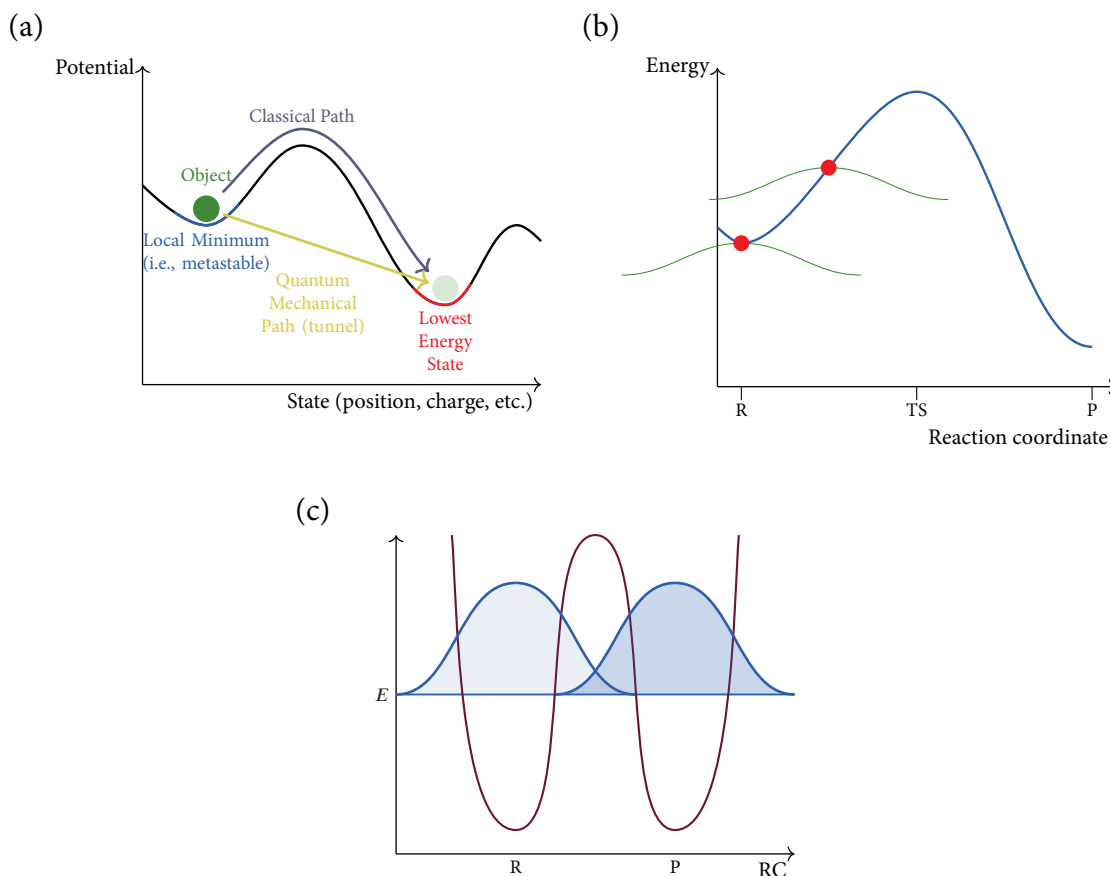 (a)
Potential
Classical Path
Object
Local Minimum
(i.e., metastable)
Quantum
Mechanical
Path (tunnel)
Lowest
Energy
State
State (position, charge, etc.)
(b)
Energy
R
TS
P
Reaction coordinate
(c)
E
R
P
RC